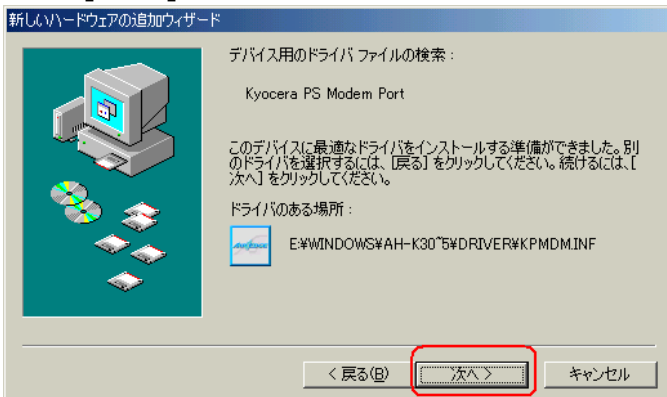 新しいハードウェアの追加ウィザード
デバイス用のドライバ ファイルの検索 :
Kyocera PS Modem Port
このデバイスに最適なドライバをインストールする準備ができました。別
のドライバを選択するには、[戻る] をクリックしてください。続けるには、[
次へ] をクリックしてください。
ドライバのある場所 :
E:¥WINDOWS¥AH-K30~5¥DRIVER¥KPMDM.INF
< 戻る(B)
次へ >
キャンセル